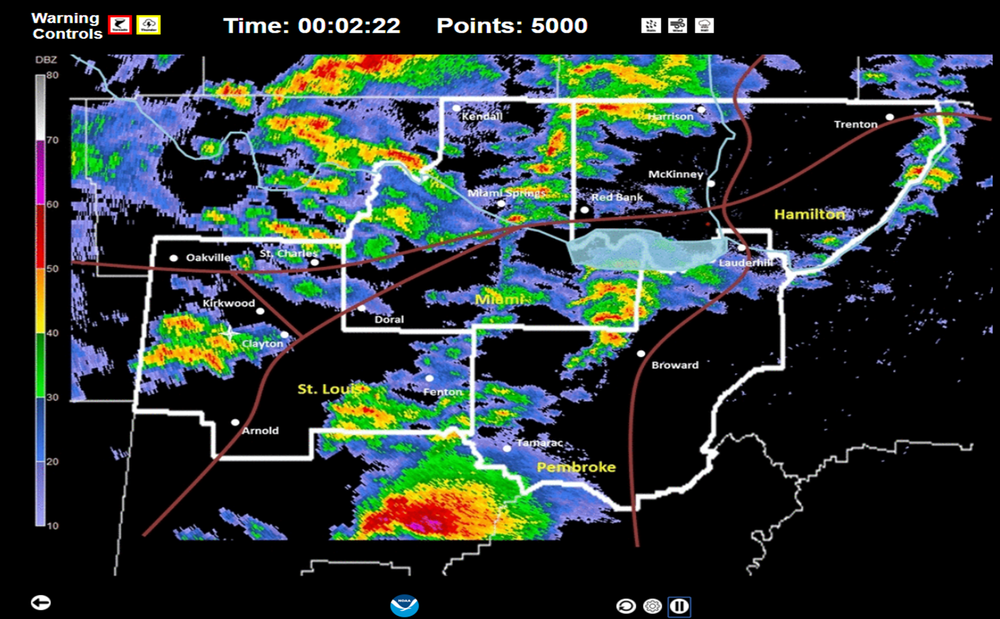 Warning
Controls
Time: 00:02:22
Points: 5000
DBZ
80
70
60
50
40
30
20
10
Kendall
Harrison
Trenton
McKinney
Miami Springs
Red Bank
Hamilton
Oakville
St. Charles
Lauderhill
Kirkwood
Miami
Doral
Clayton
Broward
St. Louis
Fenton
Arnold
Tamarac
Pembroke
NOAA